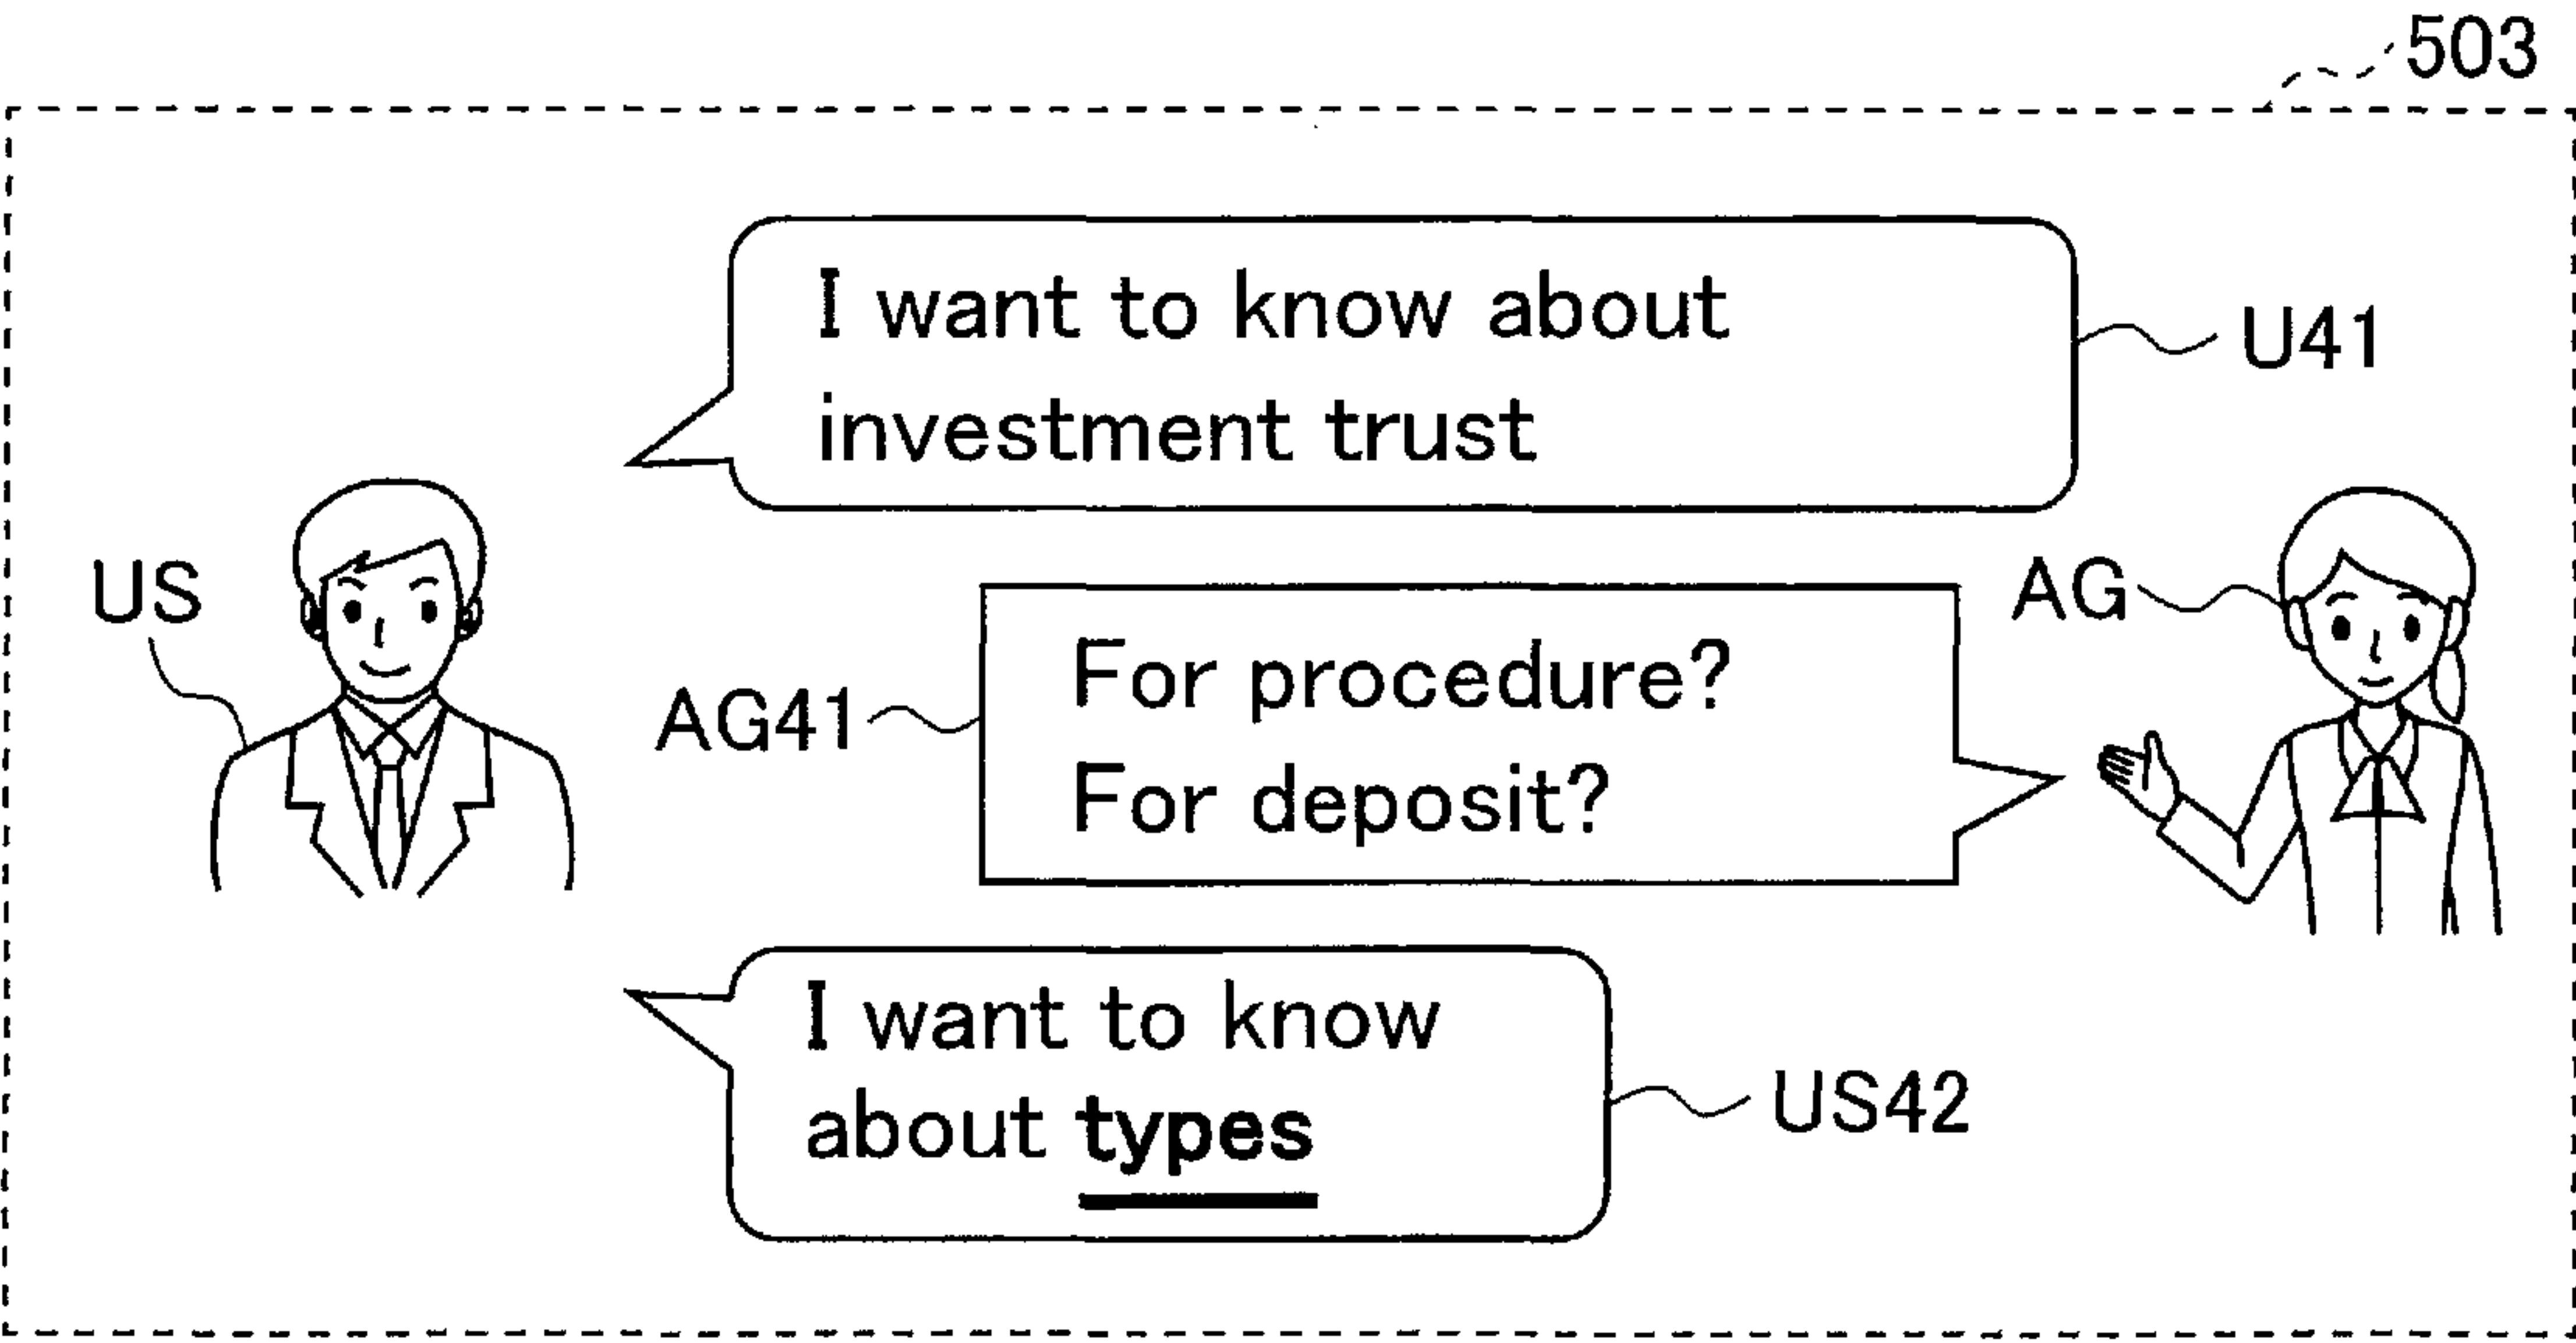 503
I want to know about
investment trust
U41
US
AG
AG41
For procedure?
For deposit?
I want to know
about types
US42